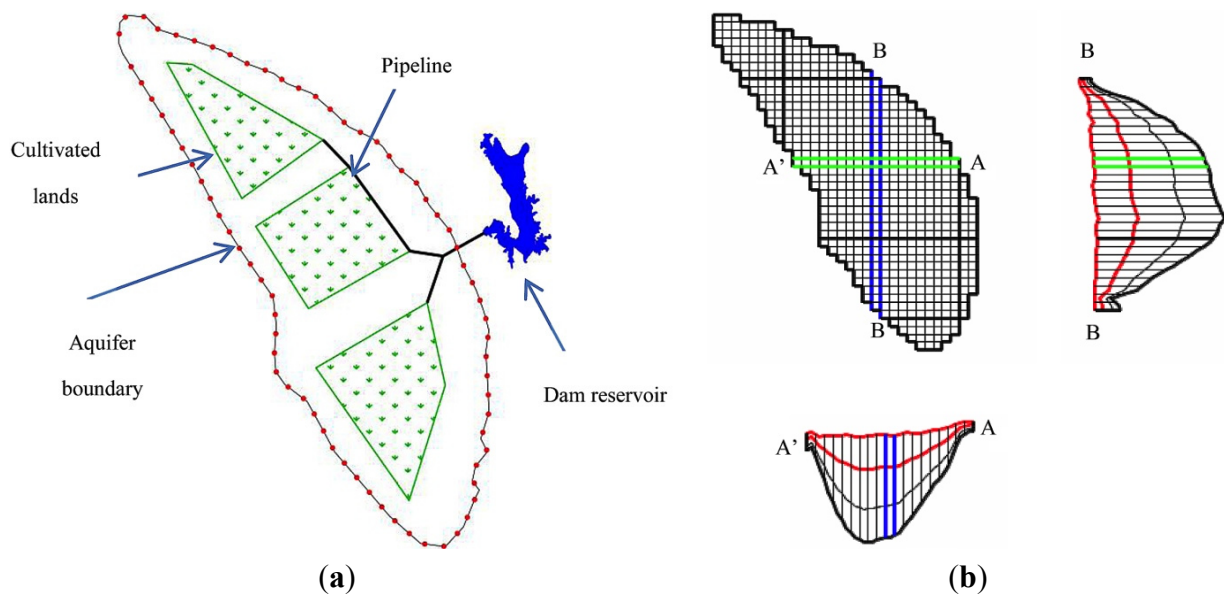 Pipeline
Cultivated
lands
Aquifer
boundary
Dam reservoir
(a)
B
A'
A
B
B
B
A'
A
(b)